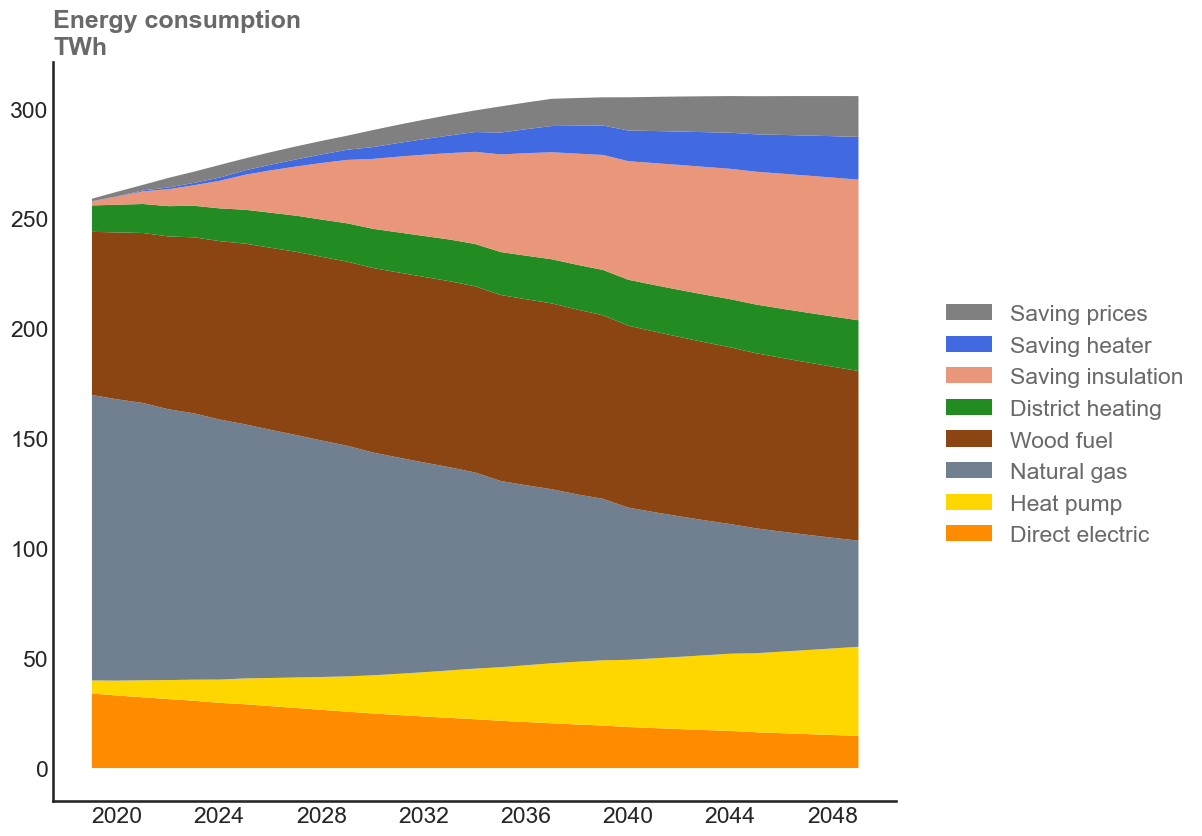 Energy consumption
TWh
300
250
200
150
100
50
0
2020 2024 2028 2032 2036 2040 2044 2048
Saving prices
Saving heater
Saving insulation
District heating
Wood fuel
Natural gas
Heat pump
Direct electric